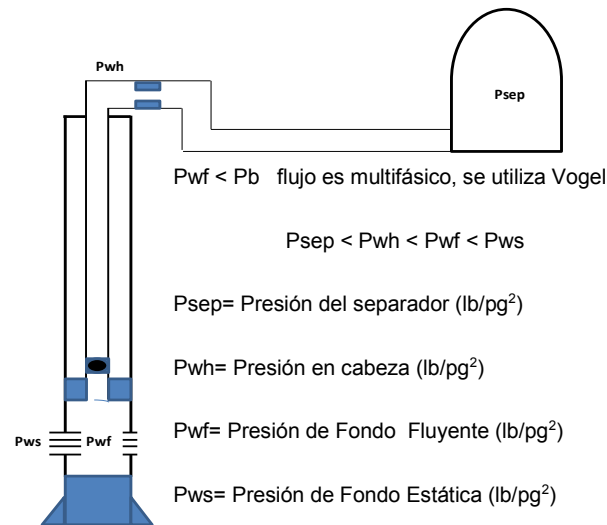 Pwh
Psep
Pwf < Pb flujo es multifásico, se utiliza Vogel
Psep < Pwh < Pwf < Pws
Psep= Presión del separador (lb/pg²)
Pwh= Presión en cabeza (lb/pg²)
Pws Pwf
Pwf= Presión de Fondo Fluyente (lb/pg²)
Pws= Presión de Fondo Estática (lb/pg²)